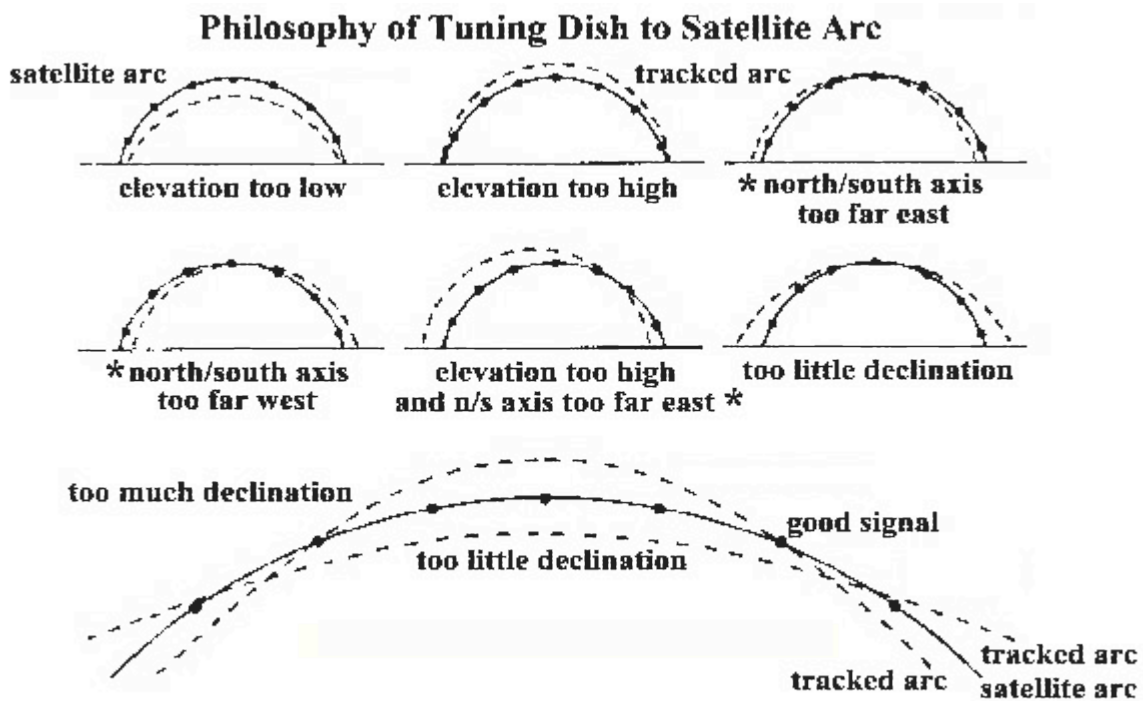 Philosophy of Tuning Dish to Satellite Arc
satellite arc
tracked arc
elevation too low
elevation too high
* north/south axis
too far east
* north/south axis
too far west
elevation too high
and n/s axis too far east *
too little declination
too much declination
good signal
too little declination
tracked arc
tracked arc
satellite arc